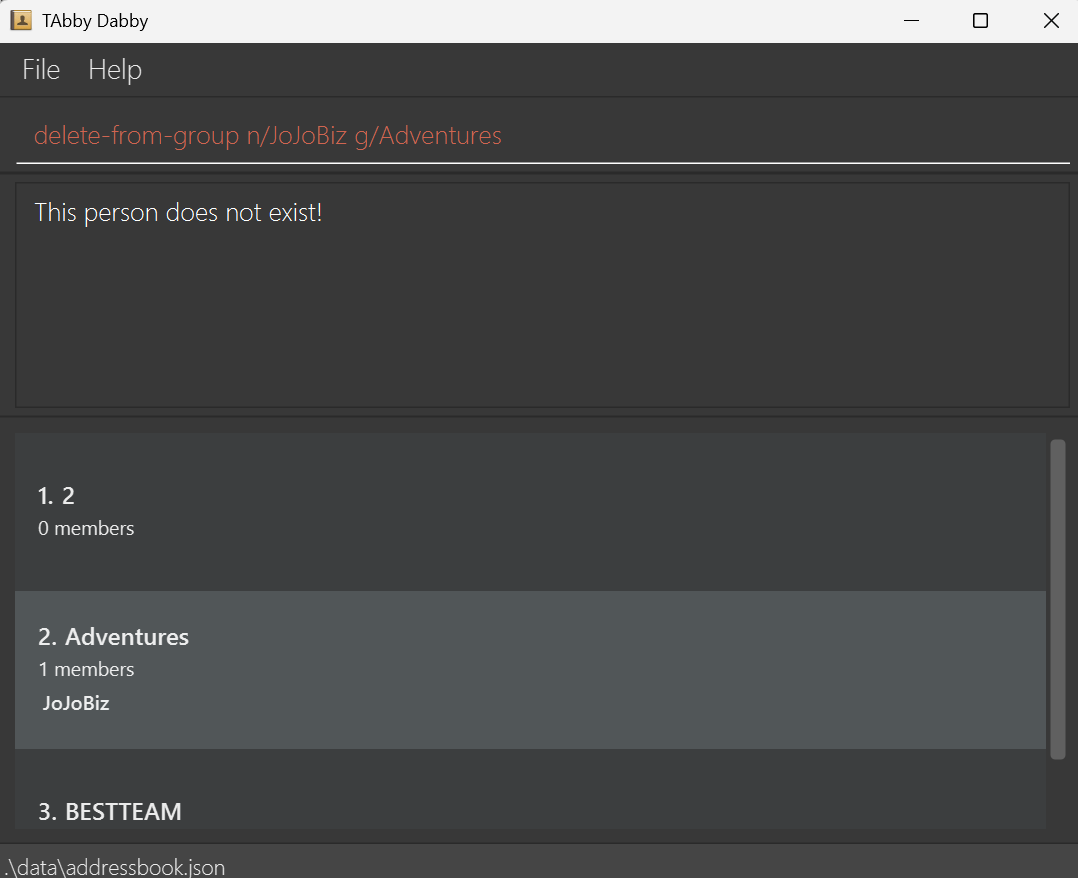 TAbby Dabby
File Help
delete-from-group n/JoJoBiz g/Adventures
This person does not exist!
1. 2
0 members
2. Adventures
1 members
JoJoBiz
3. BESTTEAM
.\data\addressbook.json